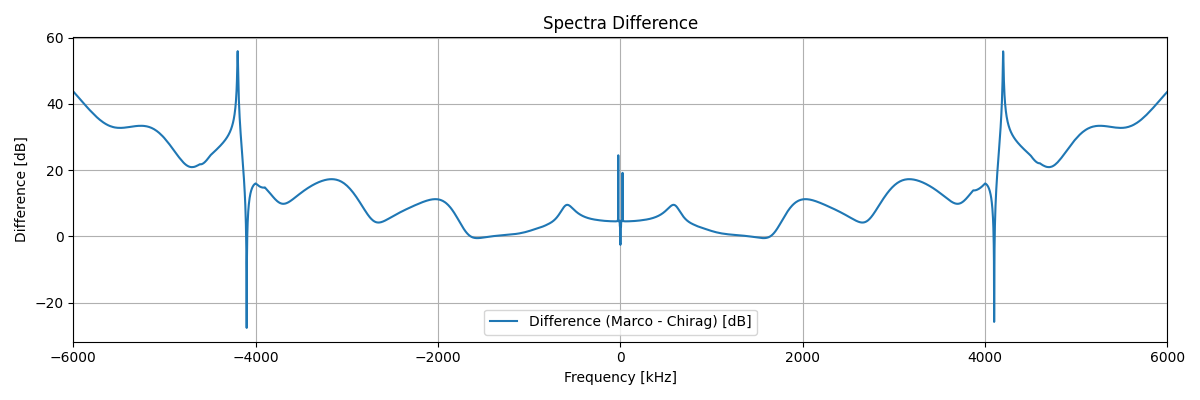 Spectra Difference
Difference [dB]
60
40
20
0
−20
Difference (Marco - Chirag) [dB]
−6000 −4000 −2000 0 2000 4000 6000
Frequency [kHz]